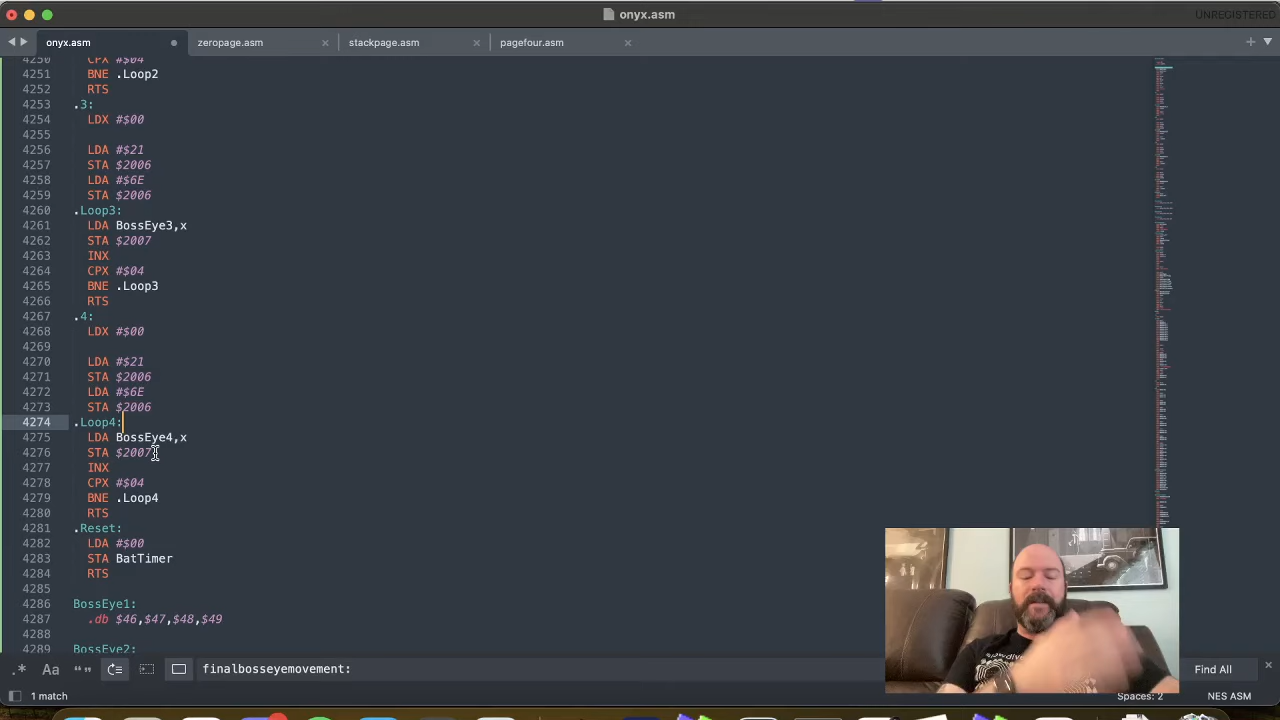 onyx.asm
UNREGISTERED
onyx.asm
zeropage.asm
stackpage.asm
pagefour.asm
4250 CPX #$04
4251 BNE .Loop2
4252 RTS
4253 .3:
4254 LDX #$00
4255
4256 LDA #$21
4257 STA $2006
4258 LDA #$6E
4259 STA $2006
4260 .Loop3:
4261 LDA BossEye3,x
4262 STA $2007
4263 INX
4264 CPX #$04
4265 BNE .Loop3
4266 RTS
4267 .4:
4268 LDX #$00
4269
4270 LDA #$21
4271 STA $2006
4272 LDA #$6E
4273 STA $2006
4274 .Loop4:
4275 LDA BossEye4,x
4276 STA $2007
4277 INX
4278 CPX #$04
4279 BNE .Loop4
4280 RTS
4281 .Reset:
4282 LDA #$00
4283 STA BatTimer
4284 RTS
4285
4286 BossEye1:
4287 .db $46,$47,$48,$49
4288
4289 BossEye2:
.* Aa “” finalbosseyemovement: Find All
1 match Spaces: 2 NES ASM